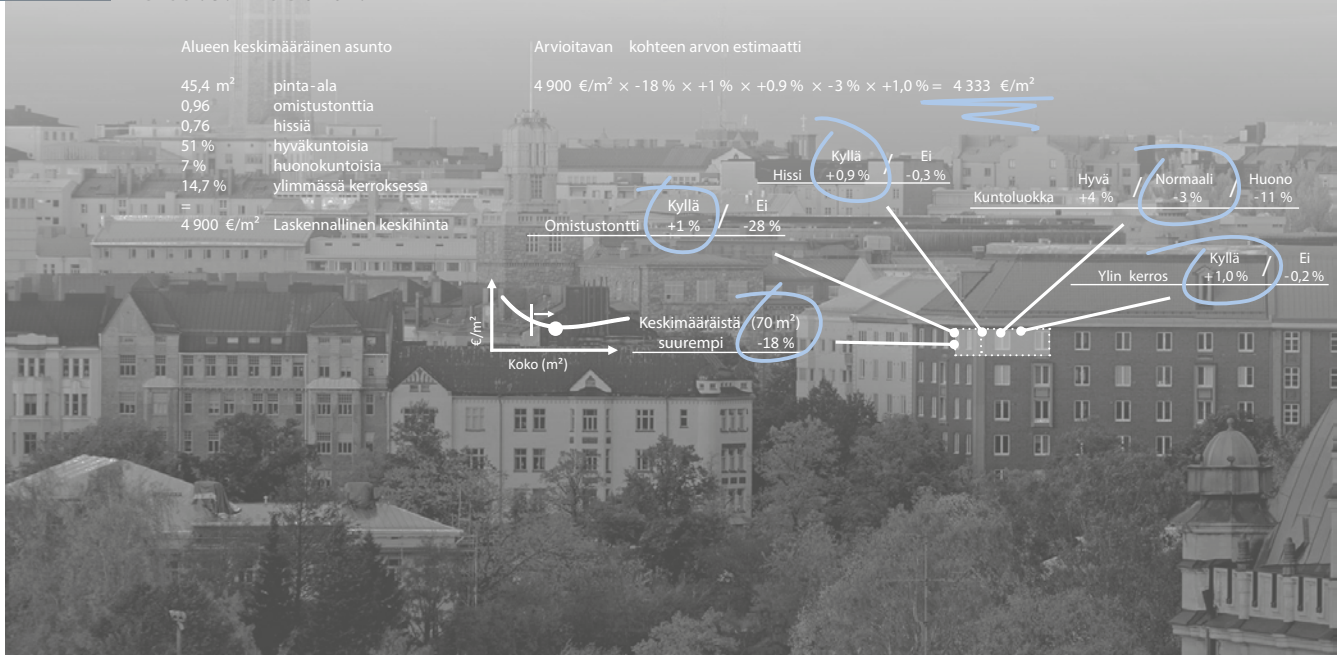 Alueen keskimääräinen asunto
45,4 m² pinta-ala
0,96 omistustonttia
0,76 hissiä
51 % hyväkuntoisia
7 % huonokuntoisia
14,7 % ylimmässä kerroksessa
=
4 900 €/m² Laskennallinen keskihinta
Arvioitavan kohteen arvon estimaatti
4 900 €/m² × -18 % × +1 % × +0.9 % × -3 % × +1,0 % = 4 333 €/m²
Kyllä / Ei
Hissi +0,9 % -0,3 %
Hyvä / Normaali / Huono
Kuntoluokka +4 % -3 % -11 %
Kyllä / Ei
Omistustontti +1 % -28 %
Kyllä / Ei
Ylin kerros +1,0 % -0,2 %
€/m²
Koko (m²)
Keskimääräistä (70 m²)
suurempi -18 %